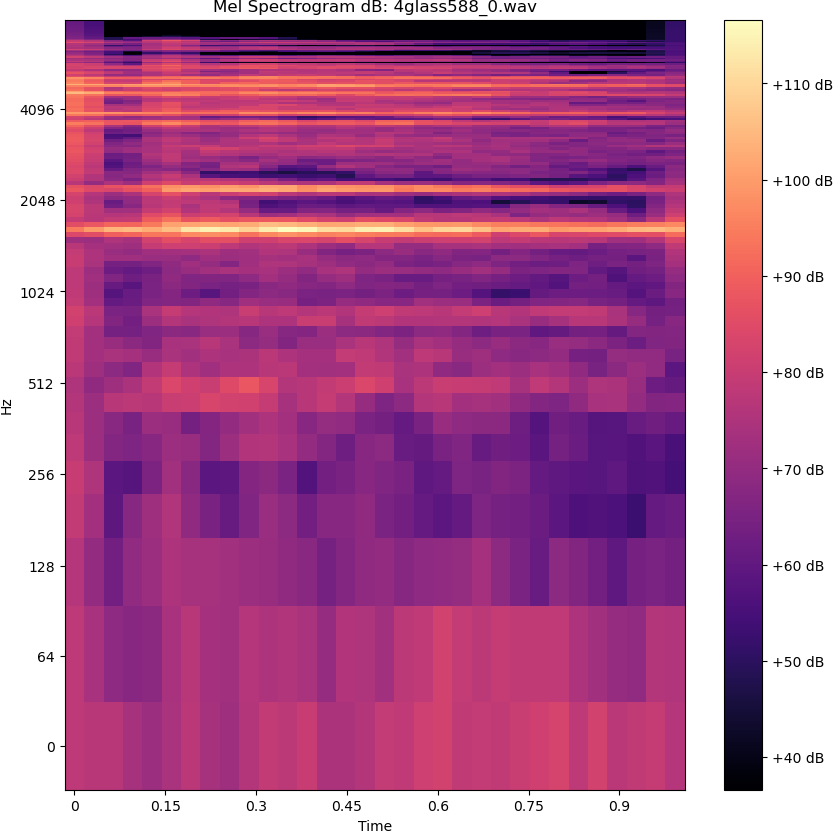 Mel Spectrogram dB: 4glass588_0.wav
+110 dB
4096
+100 dB
2048
+90 dB
1024
+80 dB
512
Hz
+70 dB
256
+60 dB
128
64
+50 dB
0
+40 dB
0 0.15 0.3 0.45 0.6 0.75 0.9
Time